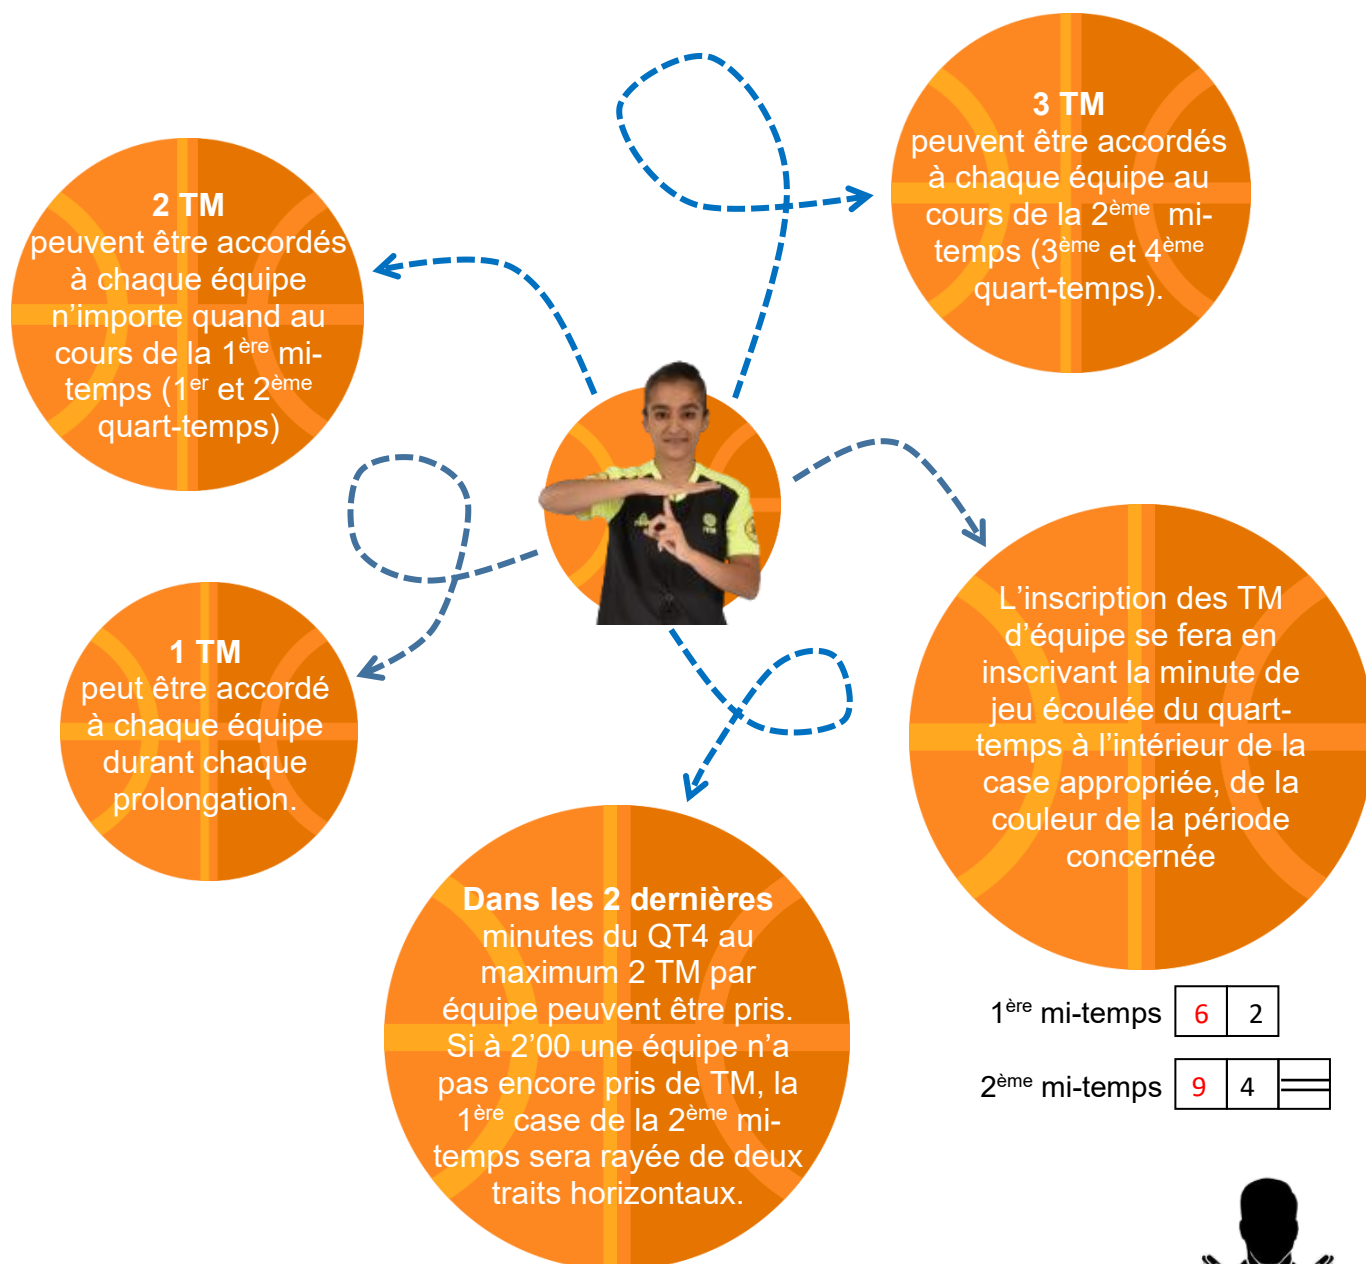 2 TM
peuvent être accordés
à chaque équipe
n’importe quand au
cours de la 1ère mi-
temps (1er et 2ème
quart-temps)
3 TM
peuvent être accordés
à chaque équipe au
cours de la 2ème mi-
temps (3ème et 4ème
quart-temps).
1 TM
peut être accordé
à chaque équipe
durant chaque
prolongation.
L’inscription des TM
d’équipe se fera en
inscrivant la minute de
jeu écoulée du quart-
temps à l’intérieur de la
case appropriée, de la
couleur de la période
concernée
Dans les 2 dernières
minutes du QT4 au
maximum 2 TM par
équipe peuvent être pris.
Si à 2’00 une équipe n’a
pas encore pris de TM, la
1ère case de la 2ème mi-
temps sera rayée de deux
traits horizontaux.
1ère mi-temps 6 2
2ème mi-temps 9 4